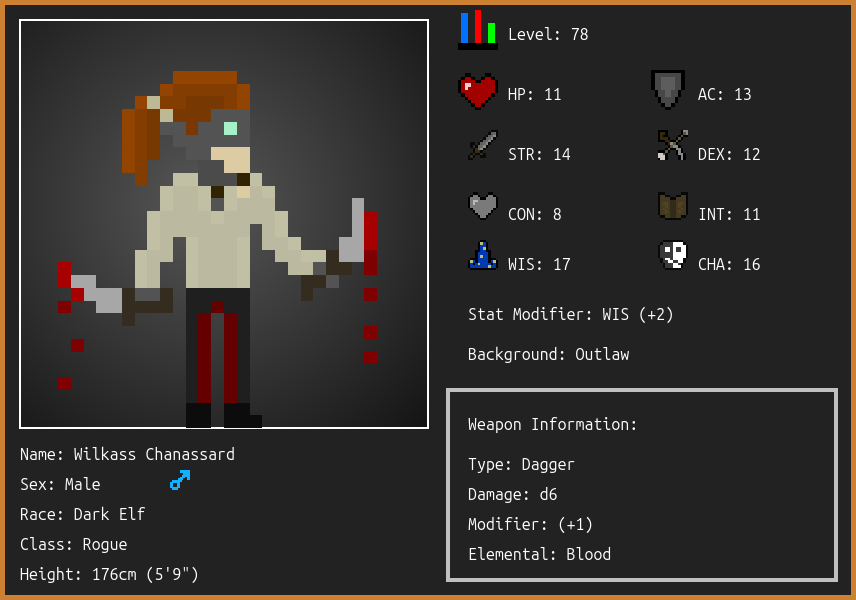 Level: 78
HP: 11
AC: 13
STR: 14
DEX: 12
CON: 8
INT: 11
WIS: 17
CHA: 16
Stat Modifier: WIS (+2)
Background: Outlaw
Weapon Information:
Type: Dagger
Damage: d6
Modifier: (+1)
Elemental: Blood
Name: Wilkass Chanassard
Sex: Male
Race: Dark Elf
Class: Rogue
Height: 176cm (5'9")